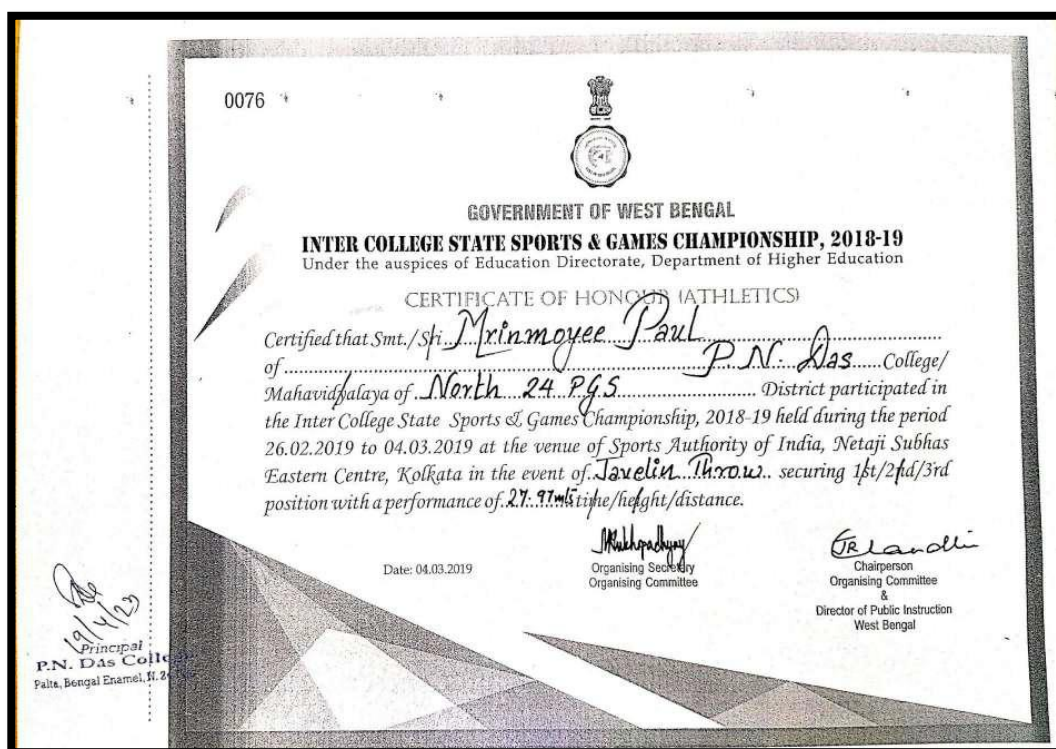 0076
GOVERNMENT OF WEST BENGAL
INTER COLLEGE STATE SPORTS & GAMES CHAMPIONSHIP, 2018-19
Under the auspices of Education Directorate, Department of Higher Education
CERTIFICATE OF HONOUR (ATHLETICS)
Certified that Smt./Sri Mrinmoyee Paul
of P.N. Das College/
Mahavidyalaya of North 24 PGS District participated in
the Inter College State Sports & Games Championship, 2018-19 held during the period
26.02.2019 to 04.03.2019 at the venue of Sports Authority of India, Netaji Subhas
Eastern Centre, Kolkata in the event of Javelin Throw securing 1st/2nd/3rd
position with a performance of 27.97mts time/height/distance.
Date: 04.03.2019
Organising Secretary
Organising Committee
Chairperson
Organising Committee
&
Director of Public Instruction
West Bengal
19/4/23
Principal
P.N. Das College
Palta, Bengal Enamel, N. 24